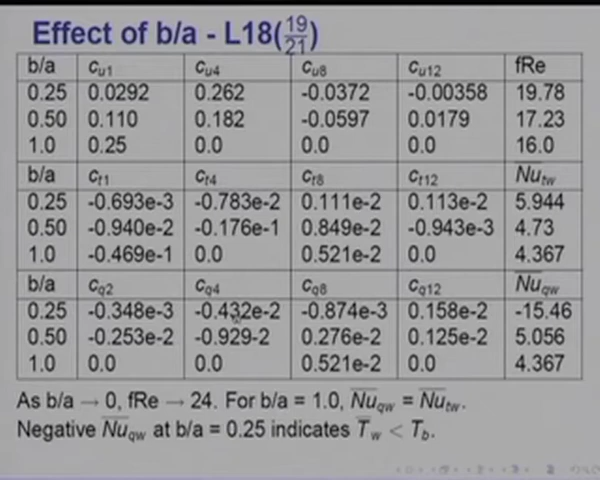 Effect of b/a - L18(19/21)
b/a c_u1 c_u4 c_u8 c_u12 fRe
0.25 0.0292 0.262 -0.0372 -0.00358 19.78
0.50 0.110 0.182 -0.0597 0.0179 17.23
1.0 0.25 0.0 0.0 0.0 16.0
b/a c_t1 c_t4 c_t8 c_t12 N̅u̅_tw
0.25 -0.693e-3 -0.783e-2 0.111e-2 0.113e-2 5.944
0.50 -0.940e-2 -0.176e-1 0.849e-2 -0.943e-3 4.73
1.0 -0.469e-1 0.0 0.521e-2 0.0 4.367
b/a c_q2 c_q4 c_q8 c_q12 N̅u̅_qw
0.25 -0.348e-3 -0.432e-2 -0.874e-3 0.158e-2 -15.46
0.50 -0.253e-2 -0.929-2 0.276e-2 0.125e-2 5.056
1.0 0.0 0.0 0.521e-2 0.0 4.367
As b/a → 0, fRe → 24. For b/a = 1.0, N̅u̅_qw = N̅u̅_tw.
Negative N̅u̅_qw at b/a = 0.25 indicates T̅_w < T_b.